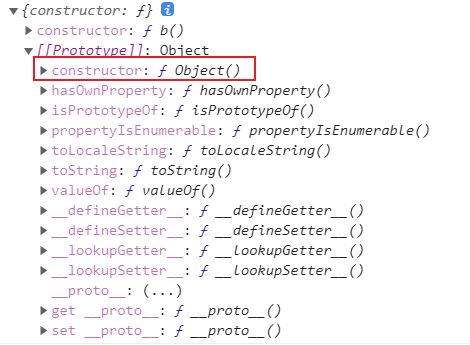 {constructor: ƒ} i
constructor: ƒ b()
[[Prototype]]: Object
constructor: ƒ Object()
hasOwnProperty: ƒ hasOwnProperty()
isPrototypeOf: ƒ isPrototypeOf()
propertyIsEnumerable: ƒ propertyIsEnumerable()
toLocaleString: ƒ toLocaleString()
toString: ƒ toString()
valueOf: ƒ valueOf()
__defineGetter__: ƒ __defineGetter__()
__defineSetter__: ƒ __defineSetter__()
__lookupGetter__: ƒ __lookupGetter__()
__lookupSetter__: ƒ __lookupSetter__()
__proto__: (...)
get __proto__: ƒ __proto__()
set __proto__: ƒ __proto__()